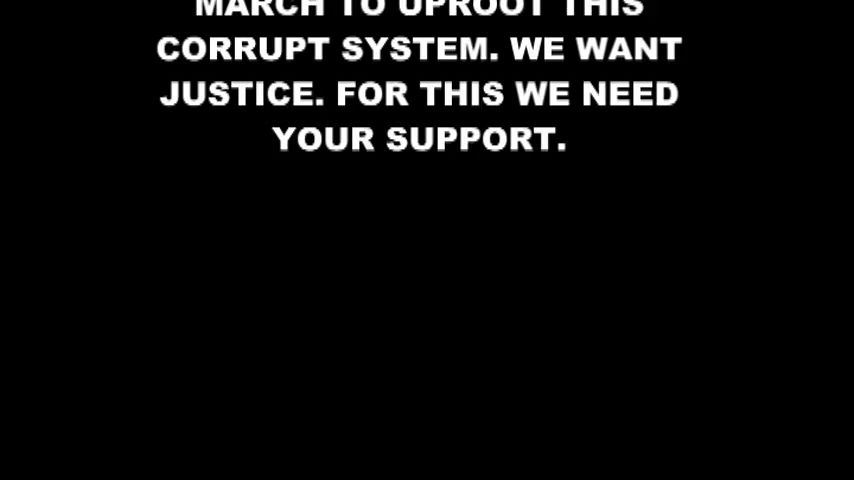 MARCH TO UPROOT THIS
CORRUPT SYSTEM. WE WANT
JUSTICE. FOR THIS WE NEED
YOUR SUPPORT.